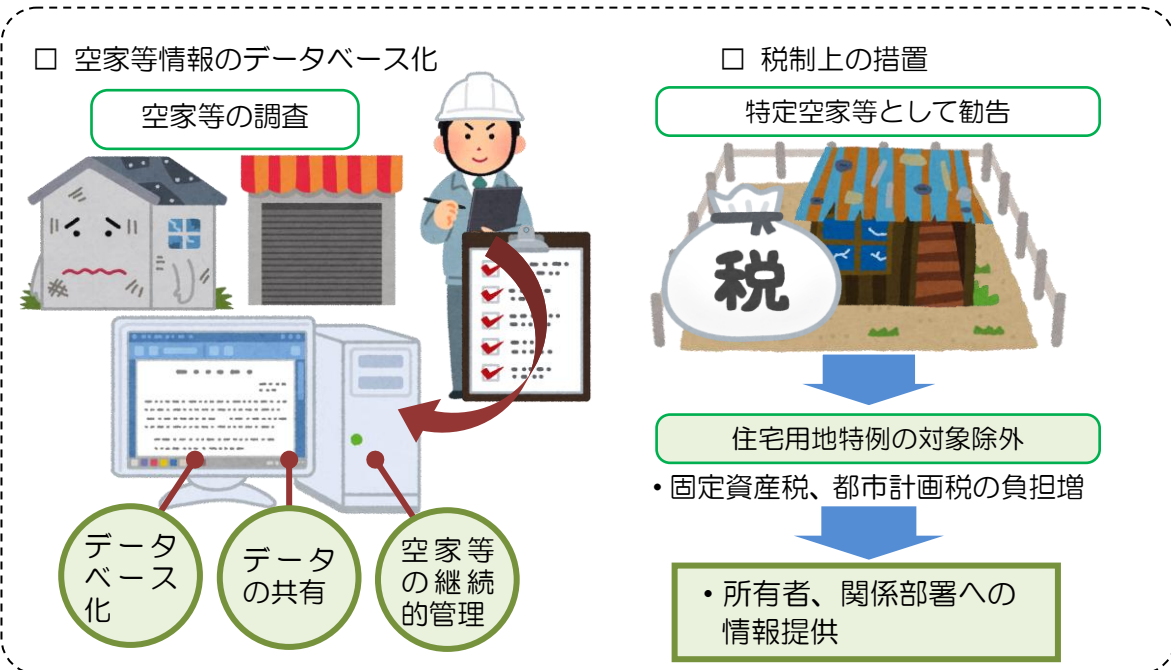 □ 空家等情報のデータベース化
空家等の調査
データ
ベース
化
データ
の共有
空家等
の継続
的管理
□ 税制上の措置
特定空家等として勧告
税
住宅用地特例の対象除外
・固定資産税、都市計画税の負担増
・所有者、関係部署への
情報提供